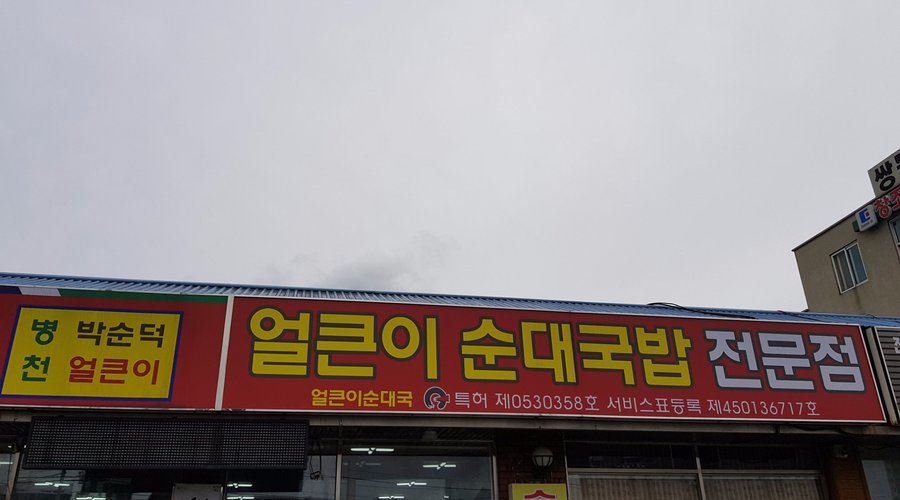 병천 박순덕
얼큰이
얼큰이 순대국밥 전문점
얼큰이순대국 특허 제0530358호 서비스표등록 제450136717호